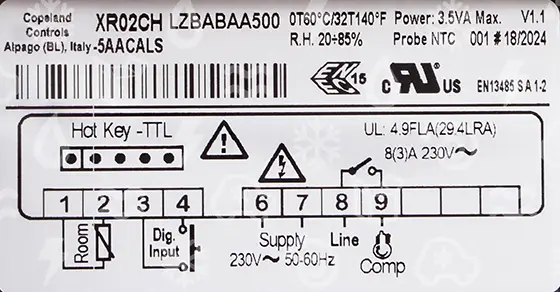 Copeland
Controls
Alpago (BL), Italy
XR02CH LZBABAA500
-5AACALS
0T60°C/32T140°F Power: 3.5VA Max. V1.1
R.H. 20÷85% Probe NTC 001 # 18/2024
ENEC 15
c RU US
EN13485 S A 1-2
Hot Key -TTL
UL: 4.9FLA(29.4LRA)
8(3)A 230V~
1 2 3 4 6 7 8 9
Room
Dig.
Input
Supply
230V~ 50-60Hz
Line
Comp